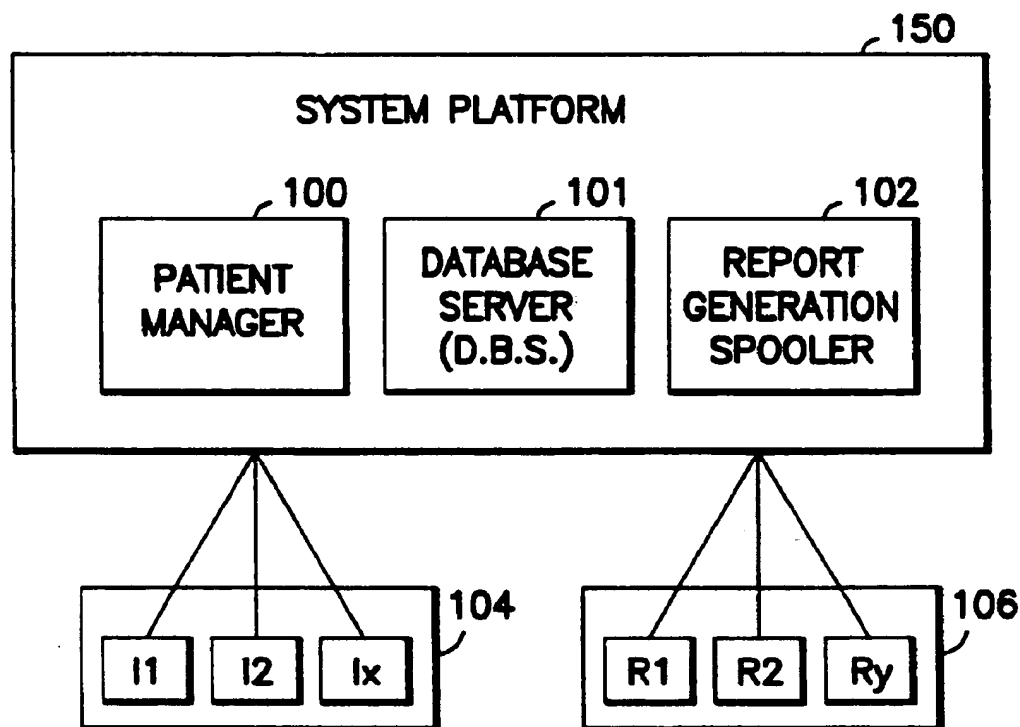 150
SYSTEM PLATFORM
100
101
102
PATIENT
MANAGER
DATABASE
SERVER
(D.B.S.)
REPORT
GENERATION
SPOOLER
104
106
I1
I2
Ix
R1
R2
Ry